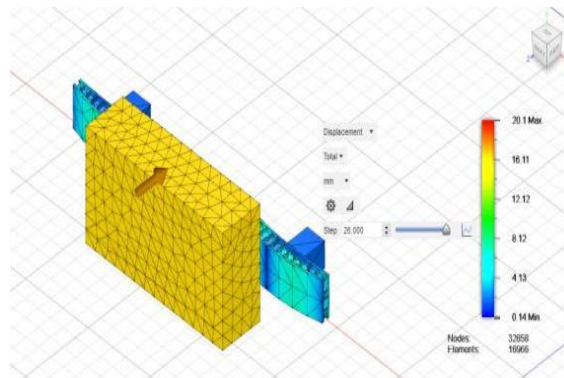 Displacement
Total
mm
Step 26.000
20.1 Max.
16.11
12.12
8.12
4.13
0.14 Min.
Nodes: 32858
Elements: 16966